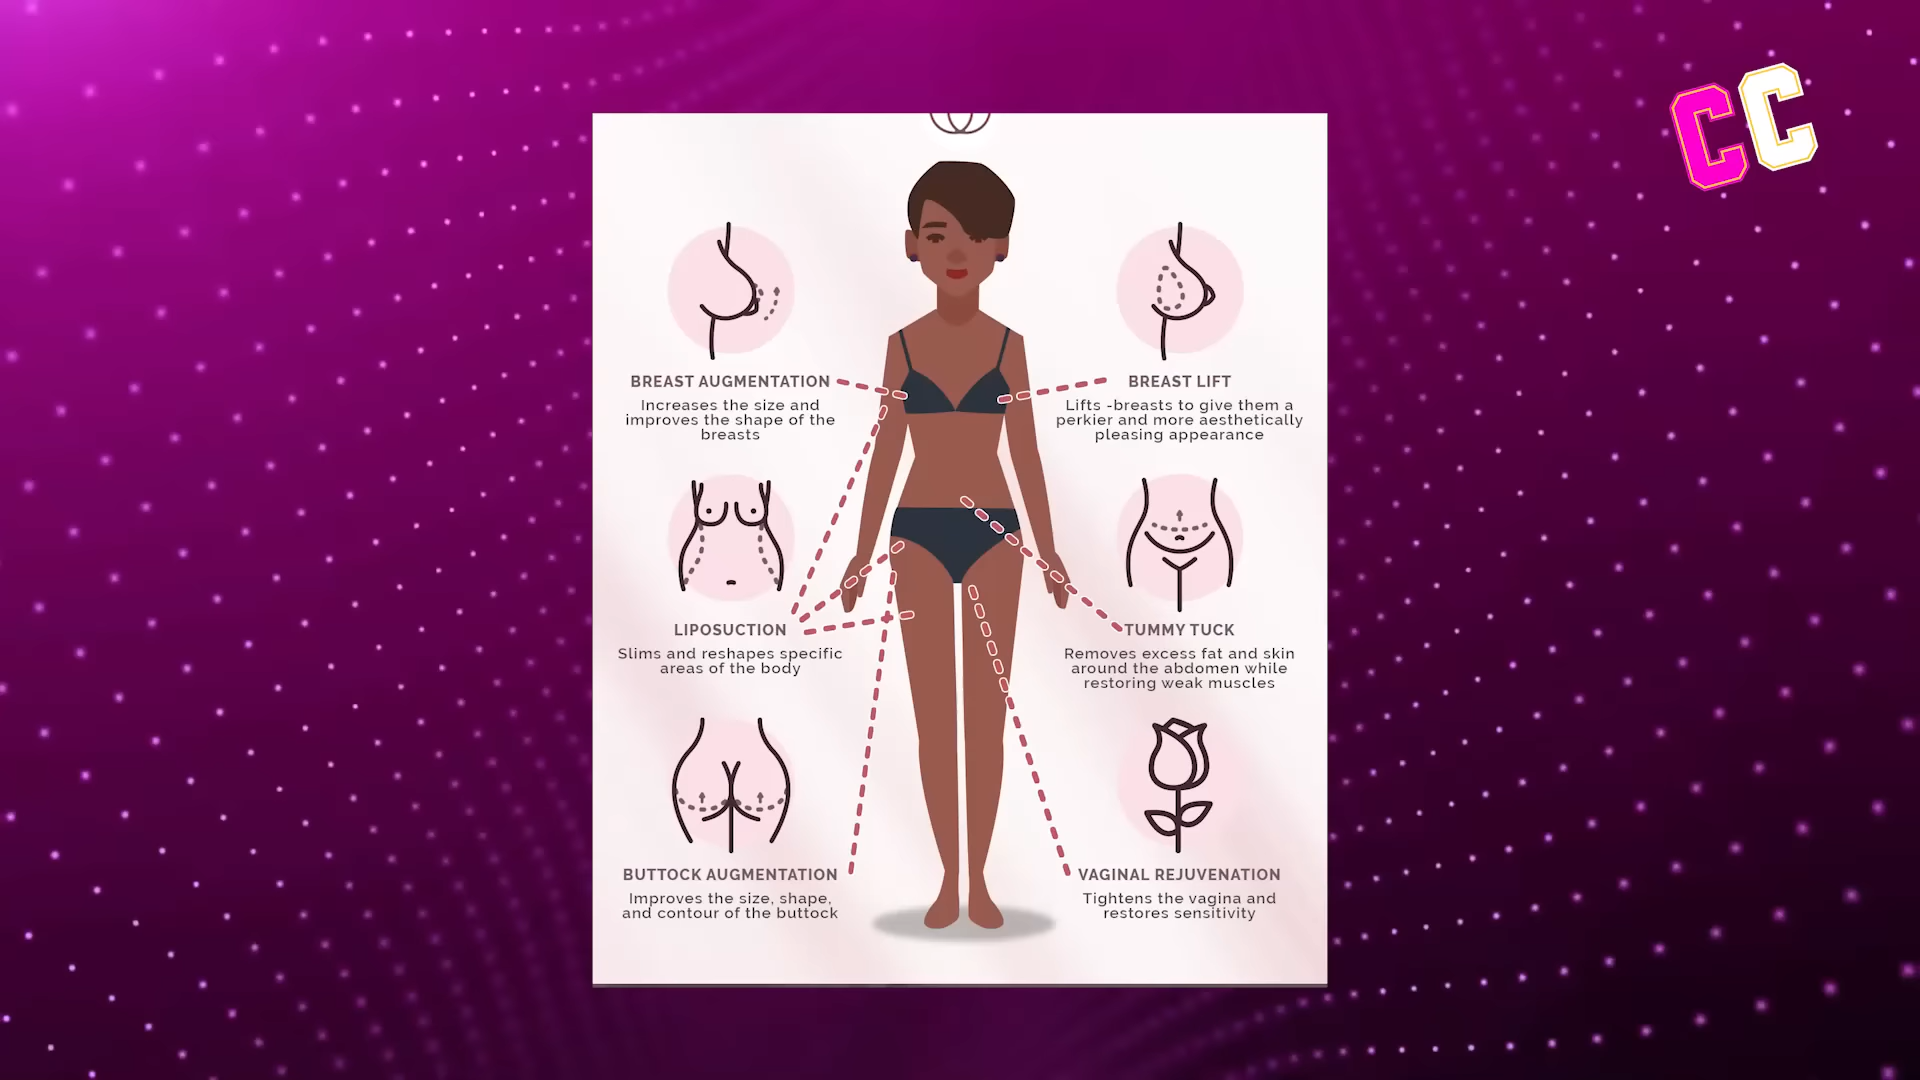 CC
BREAST AUGMENTATION
Increases the size and
improves the shape of the
breasts
BREAST LIFT
Lifts -breasts to give them a
perkier and more aesthetically
pleasing appearance
LIPOSUCTION
Slims and reshapes specific
areas of the body
TUMMY TUCK
Removes excess fat and skin
around the abdomen while
restoring weak muscles
BUTTOCK AUGMENTATION
Improves the size, shape,
and contour of the buttock
VAGINAL REJUVENATION
Tightens the vagina and
restores sensitivity